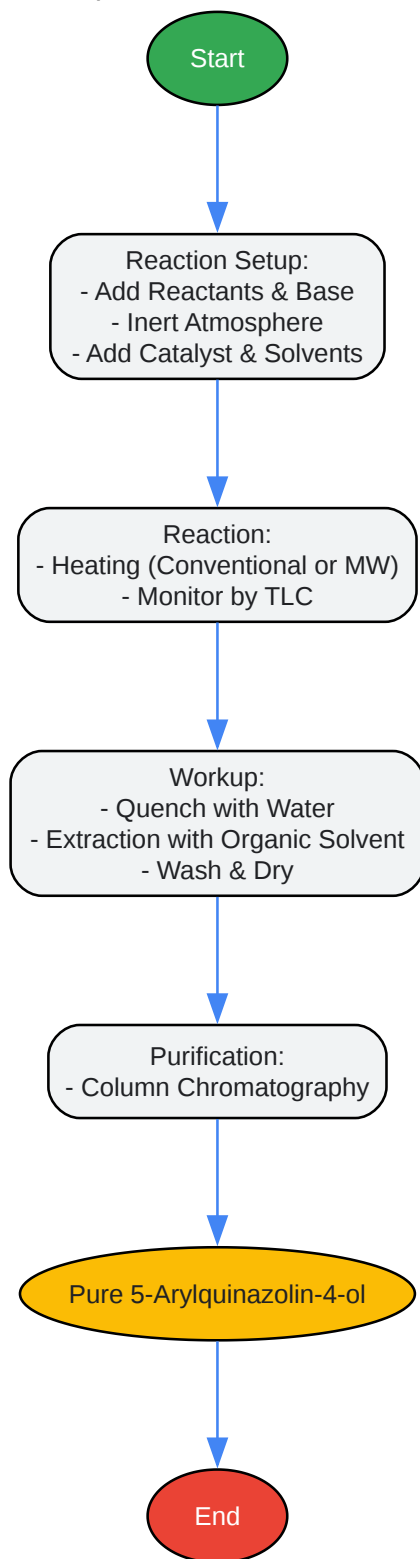 Start
Reaction Setup:
- Add Reactants & Base
- Inert Atmosphere
- Add Catalyst & Solvents
Reaction:
- Heating (Conventional or MW)
- Monitor by TLC
Workup:
- Quench with Water
- Extraction with Organic Solvent
- Wash & Dry
Purification:
- Column Chromatography
Pure 5-Arylquinazolin-4-ol
End